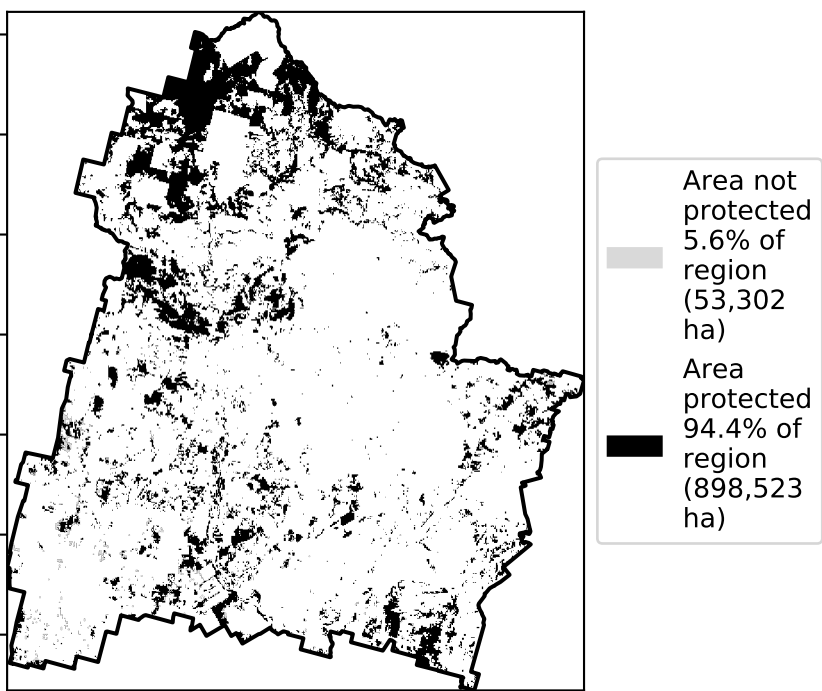 Area not
protected
5.6% of
region
(53,302
ha)
Area
protected
94.4% of
region
(898,523
ha)